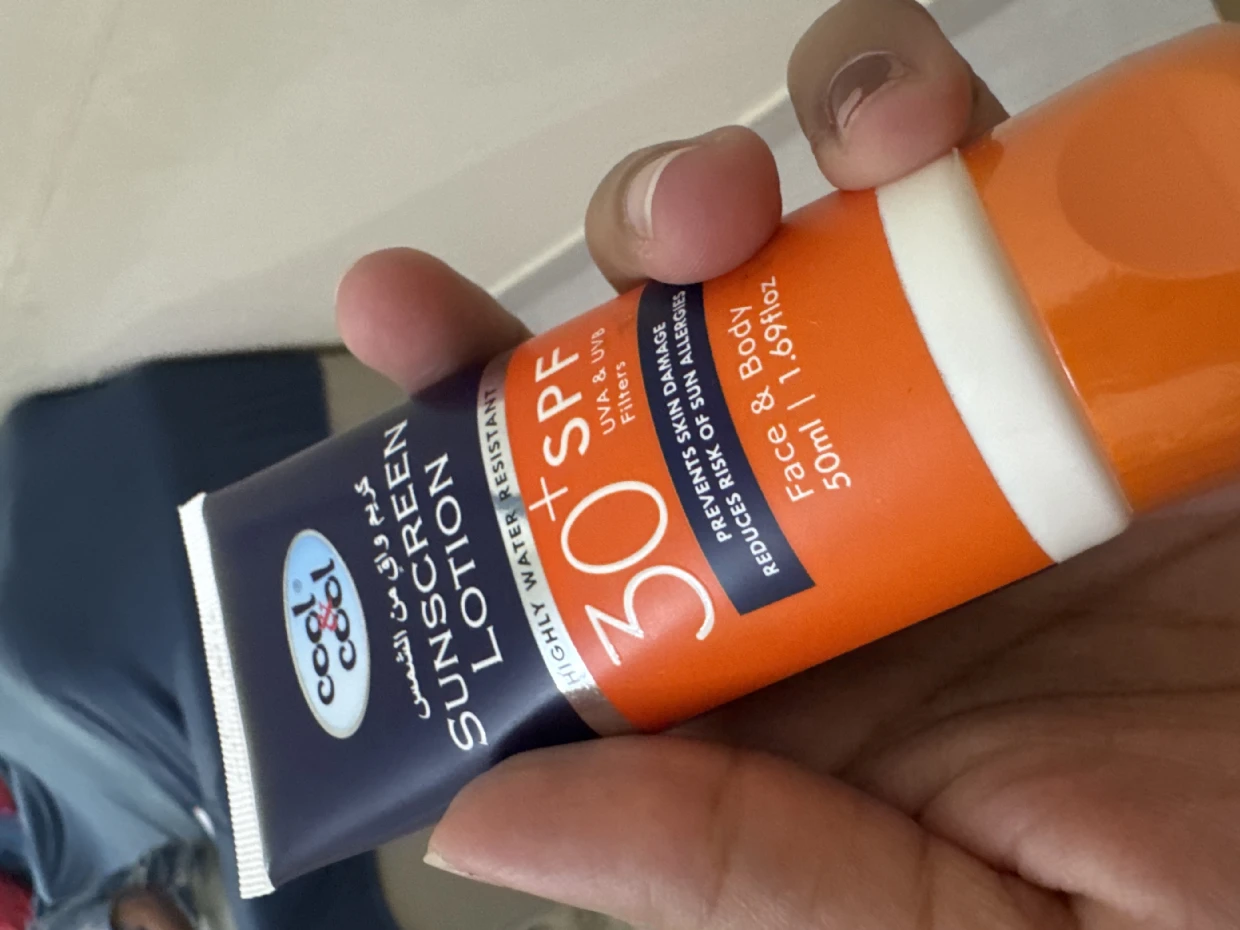 cool & cool®
كريم واقٍ من الشمس
SUNSCREEN
LOTION
HIGHLY WATER RESISTANT
30+ SPF
UVA & UVB
Filters
PREVENTS SKIN DAMAGE
REDUCES RISK OF SUN ALLERGIES
Face & Body
50ml | 1.69floz